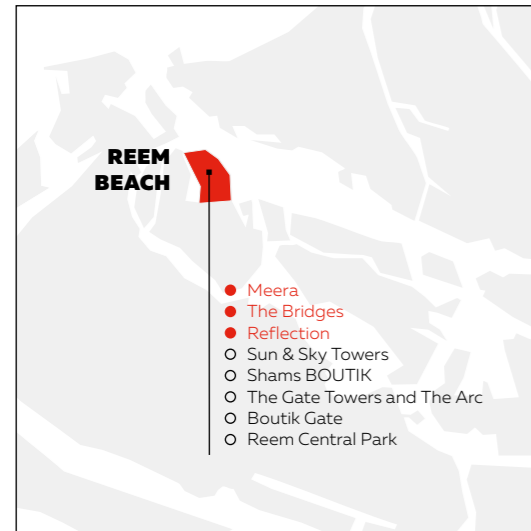 REEM
BEACH
Meera
The Bridges
Reflection
Sun & Sky Towers
Shams BOUTIK
The Gate Towers and The Arc
Boutik Gate
Reem Central Park